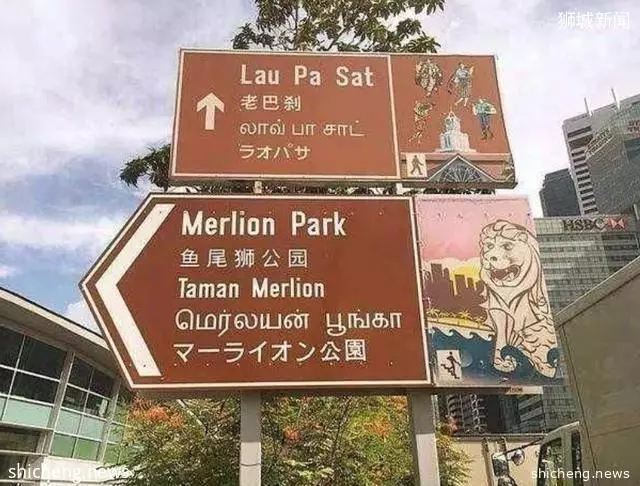 狮城新闻
Lau Pa Sat
老巴刹
லாவ் பா சாட்
ラオパサ
Merlion Park
鱼尾狮公园
Taman Merlion
மெர்லயன் பூங்கா
マーライオン公園
HSBC
shicheng.news
shicheng.news